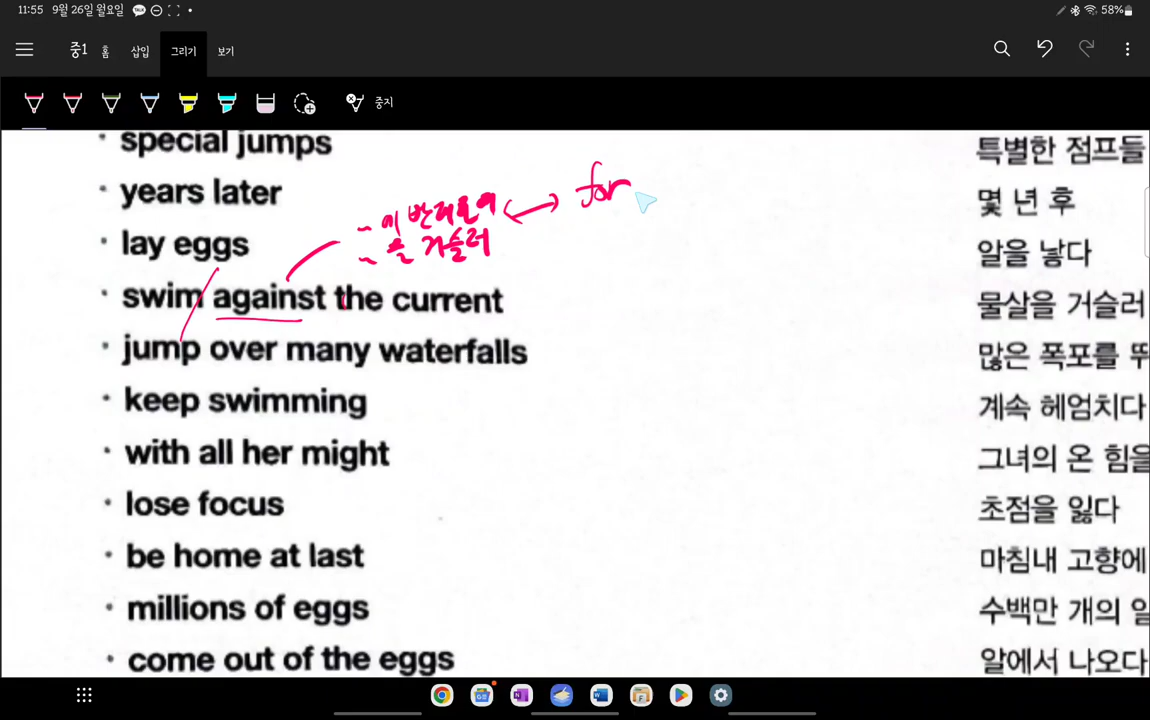 11:55 9월 26일 월요일 TALK 58%
중1 홈 삽입 그리기 보기
중지
special jumps 특별한 점프들
years later 몇 년 후
~에 반대로여 ↔ for
~을 거슬러
lay eggs 알을 낳다
swim against the current 물살을 거슬러
jump over many waterfalls 많은 폭포를 뚜
keep swimming 계속 헤엄치다
with all her might 그녀의 온 힘을
lose focus 초점을 잃다
be home at last 마침내 고향에
millions of eggs 수백만 개의 알
come out of the eggs 알에서 나오다